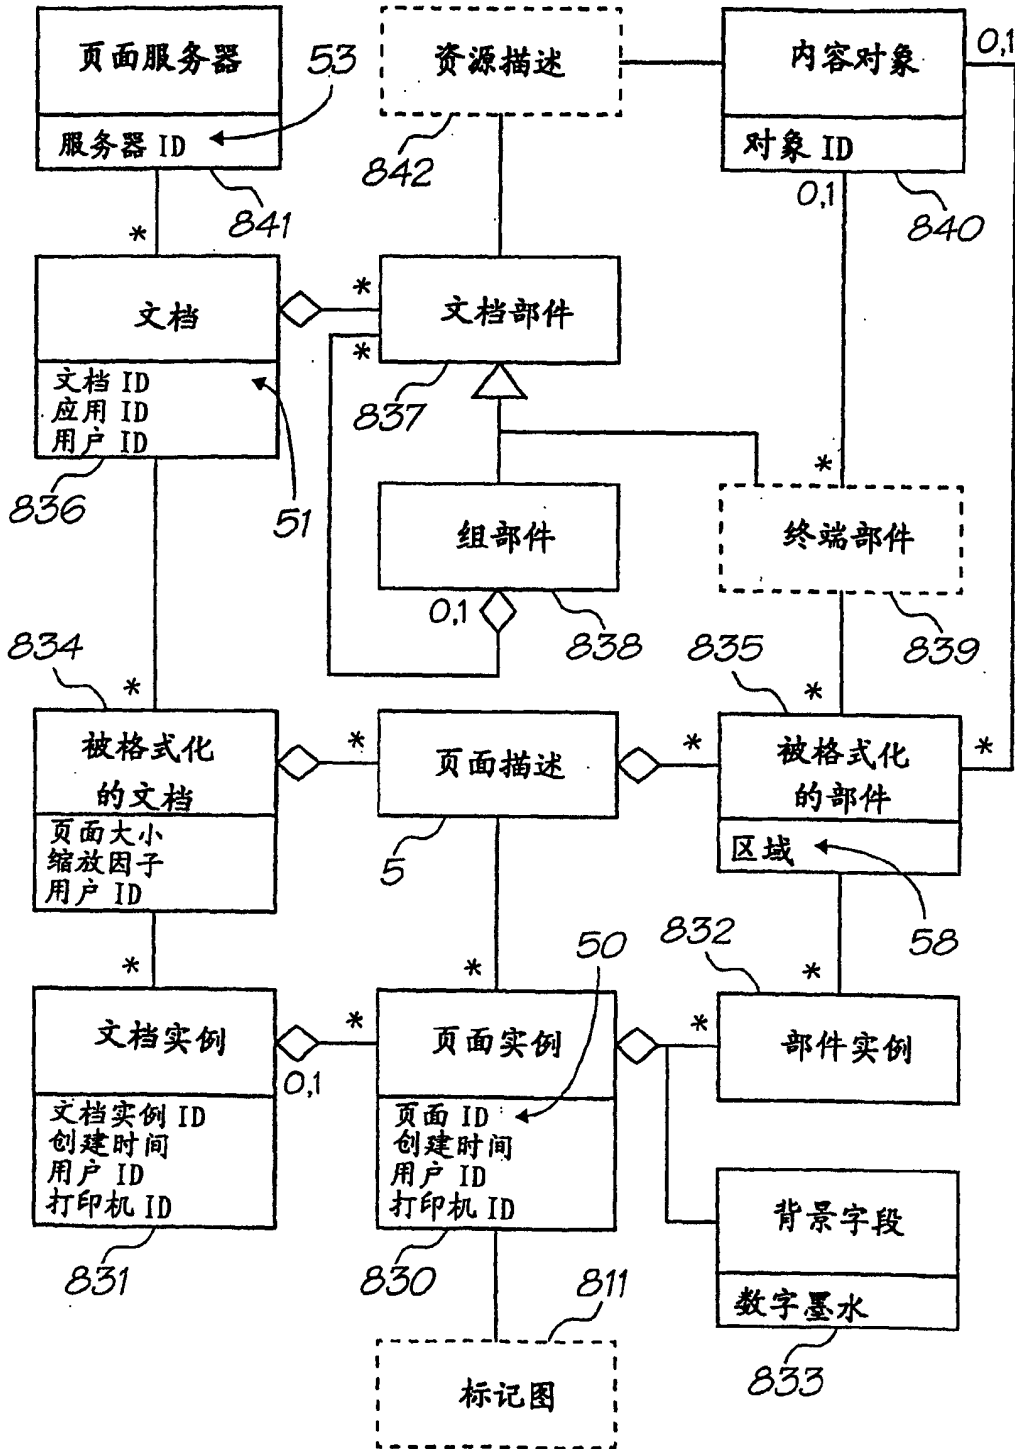 页面服务器
服务器 ID
53
841
*
资源描述
842
内容对象
对象 ID
0,1
0,1
840
文档
文档 ID
应用 ID
用户 ID
836
51
*
*
文档部件
837
组部件
0,1
838
*
终端部件
839
834
*
被格式化
的文档
页面大小
缩放因子
用户 ID
*
页面描述
5
*
835
*
*
被格式化
的部件
区域
58
*
文档实例
0,1
文档实例 ID
创建时间
用户 ID
打印机 ID
831
*
*
50
页面实例
页面 ID
创建时间
用户 ID
打印机 ID
830
*
832
*
部件实例
背景字段
数字墨水
833
811
标记图